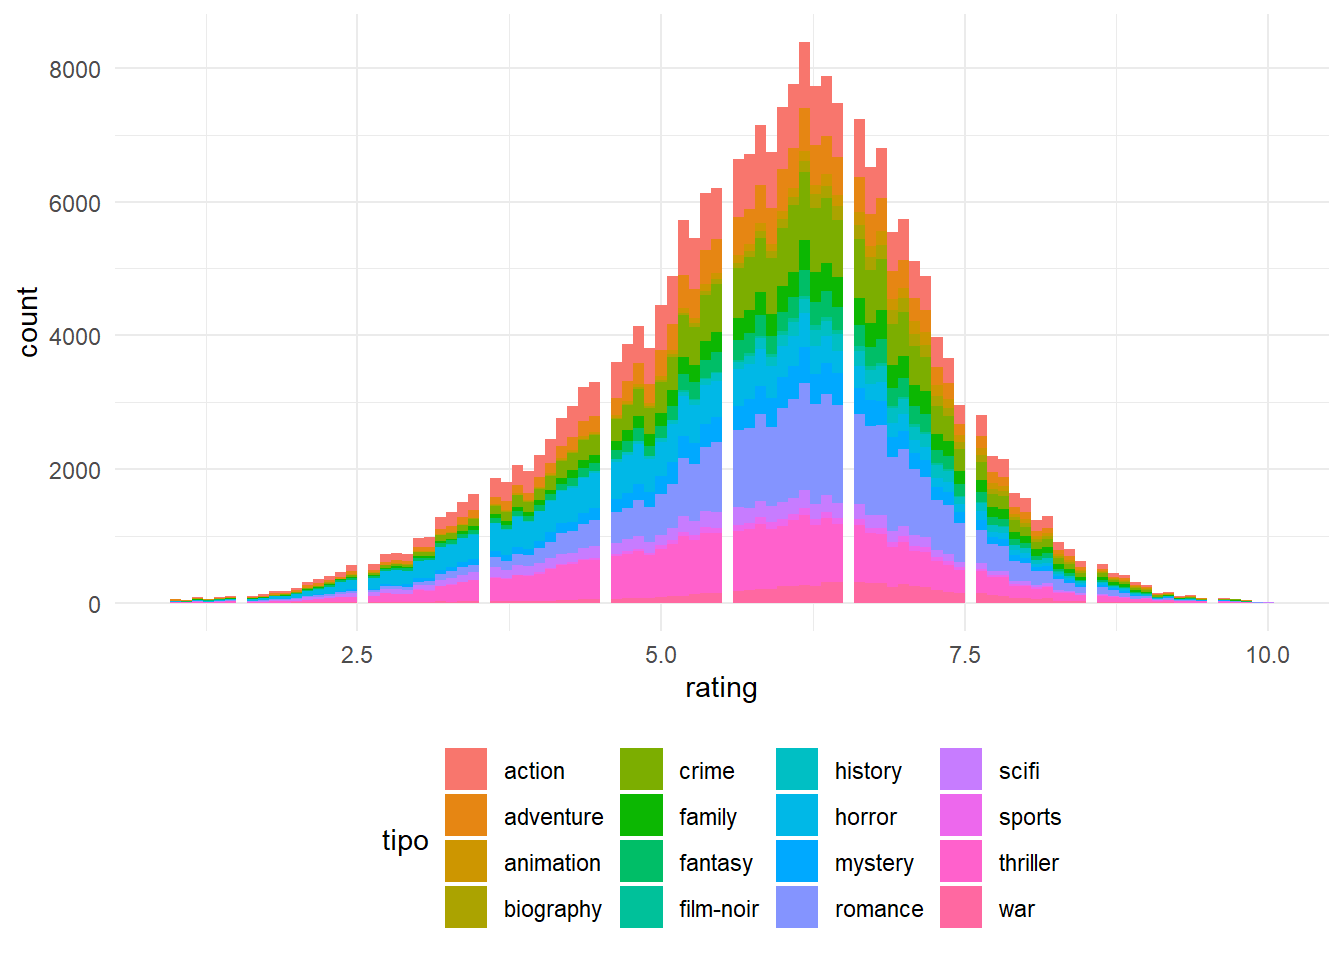 8000
6000
4000
2000
0
count
2.5 5.0 7.5 10.0
rating
tipo
action crime history scifi
adventure family horror sports
animation fantasy mystery thriller
biography film-noir romance war